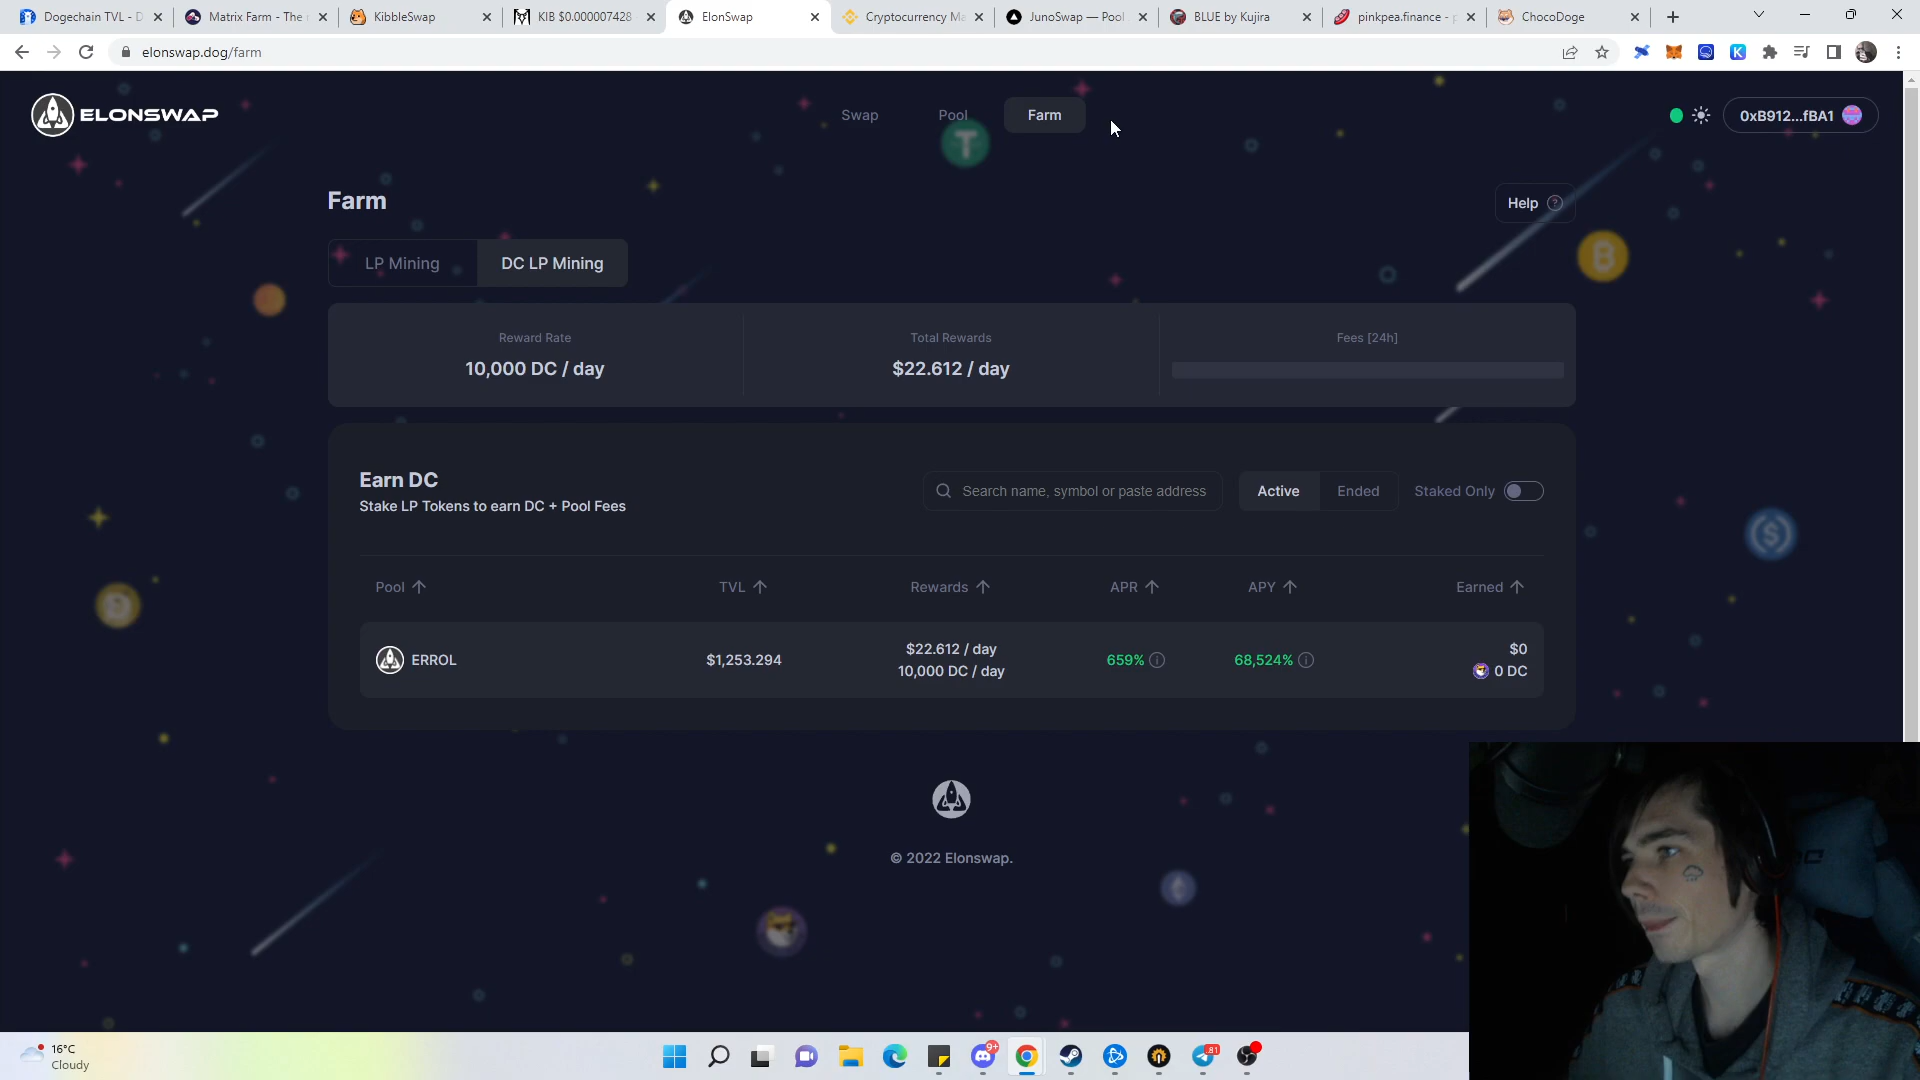 Dogechain TVL - D
Matrix Farm - The
KibbleSwap
KIB $0.000007428
ElonSwap
Cryptocurrency Ma
JunoSwap — Pool
BLUE by Kujira
pinkpea.finance - p
ChocoDoge
elonswap.dog/farm
ELONSWAP
Swap
Pool
Farm
0xB912...fBA1
Farm
Help
LP Mining
DC LP Mining
Reward Rate
Total Rewards
Fees [24h]
10,000 DC / day
$22.612 / day
Earn DC
Stake LP Tokens to earn DC + Pool Fees
Search name, symbol or paste address
Active
Ended
Staked Only
Pool
TVL
Rewards
APR
APY
Earned
ERROL
$1,253.294
$22.612 / day
10,000 DC / day
659%
68,524%
$0
0 DC
© 2022 Elonswap.
16°C
Cloudy
9+
81